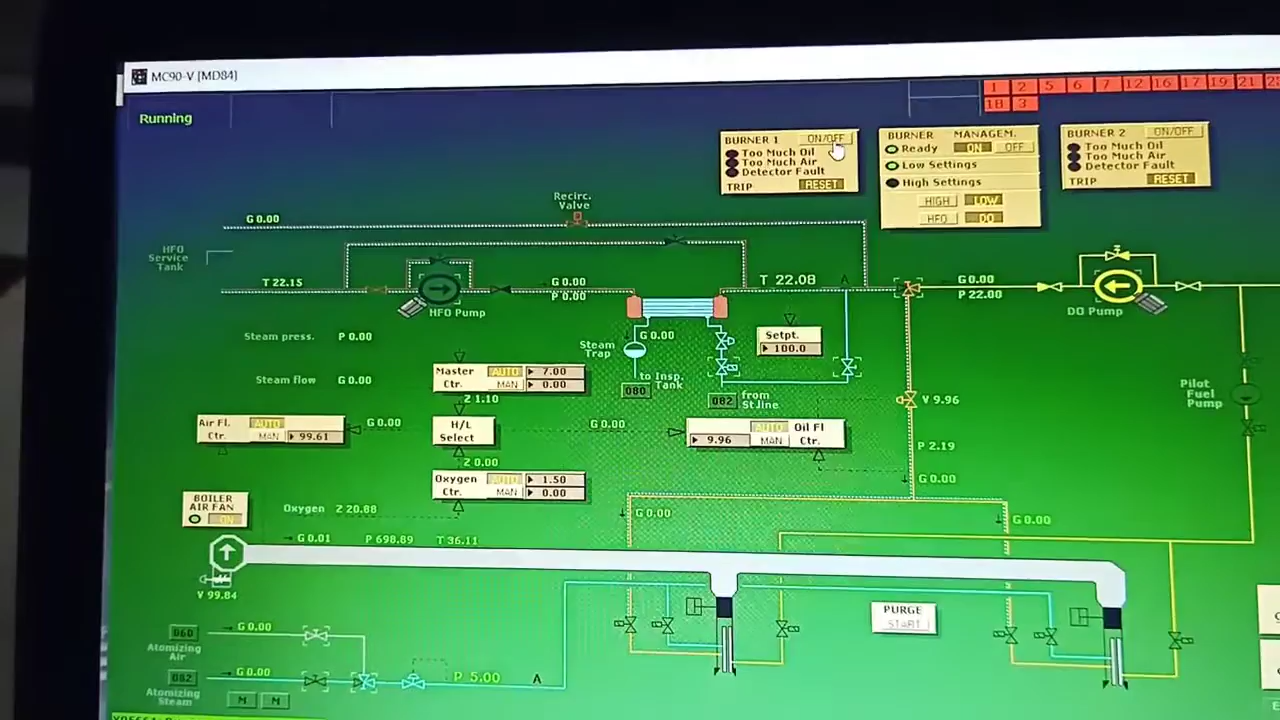 MC90-V [MD84]
Running
1 2 5 6 7 12 16 17 19 21
18 3
BURNER 1 ON/OFF
Too Much Oil
Too Much Air
Detector Fault
TRIP RESET
BURNER MANAGEM.
Ready ON OFF
Low Settings
High Settings
HIGH LOW
HFO DO
BURNER 2 ON/OFF
Too Much Oil
Too Much Air
Detector Fault
TRIP RESET
Recirc.
Valve
G 0.00
HFO
Service
Tank
T 22.15
HFO Pump
G 0.00
P 0.00
T 22.08 A
G 0.00
P 22.00
DO Pump
Steam press. P 0.00
Steam
Trap
G 0.00
Setpt.
100.0
Steam flow G 0.00
to Insp.
Tank
080
082
from
St.line
Pilot
Fuel
Pump
Master
Ctr.
AUTO 7.00
MAN 0.00
Z 1.10
V 9.96
Air Fl.
Ctr.
AUTO
MAN 99.61
G 0.00
H/L
Select
G 0.00
AUTO Oil Fl
9.96 MAN Ctr.
P 2.19
Z 0.00
Oxygen
Ctr.
AUTO 1.50
MAN 0.00
G 0.00
BOILER
AIR FAN
ON
Oxygen Z 20.88
G 0.00
G 0.00
G 0.01 P 698.89 T 36.11
V 99.84
PURGE
START
060
Atomizing
Air
G 0.00
082
Atomizing
Steam
G 0.00
M M
P 5.00 A